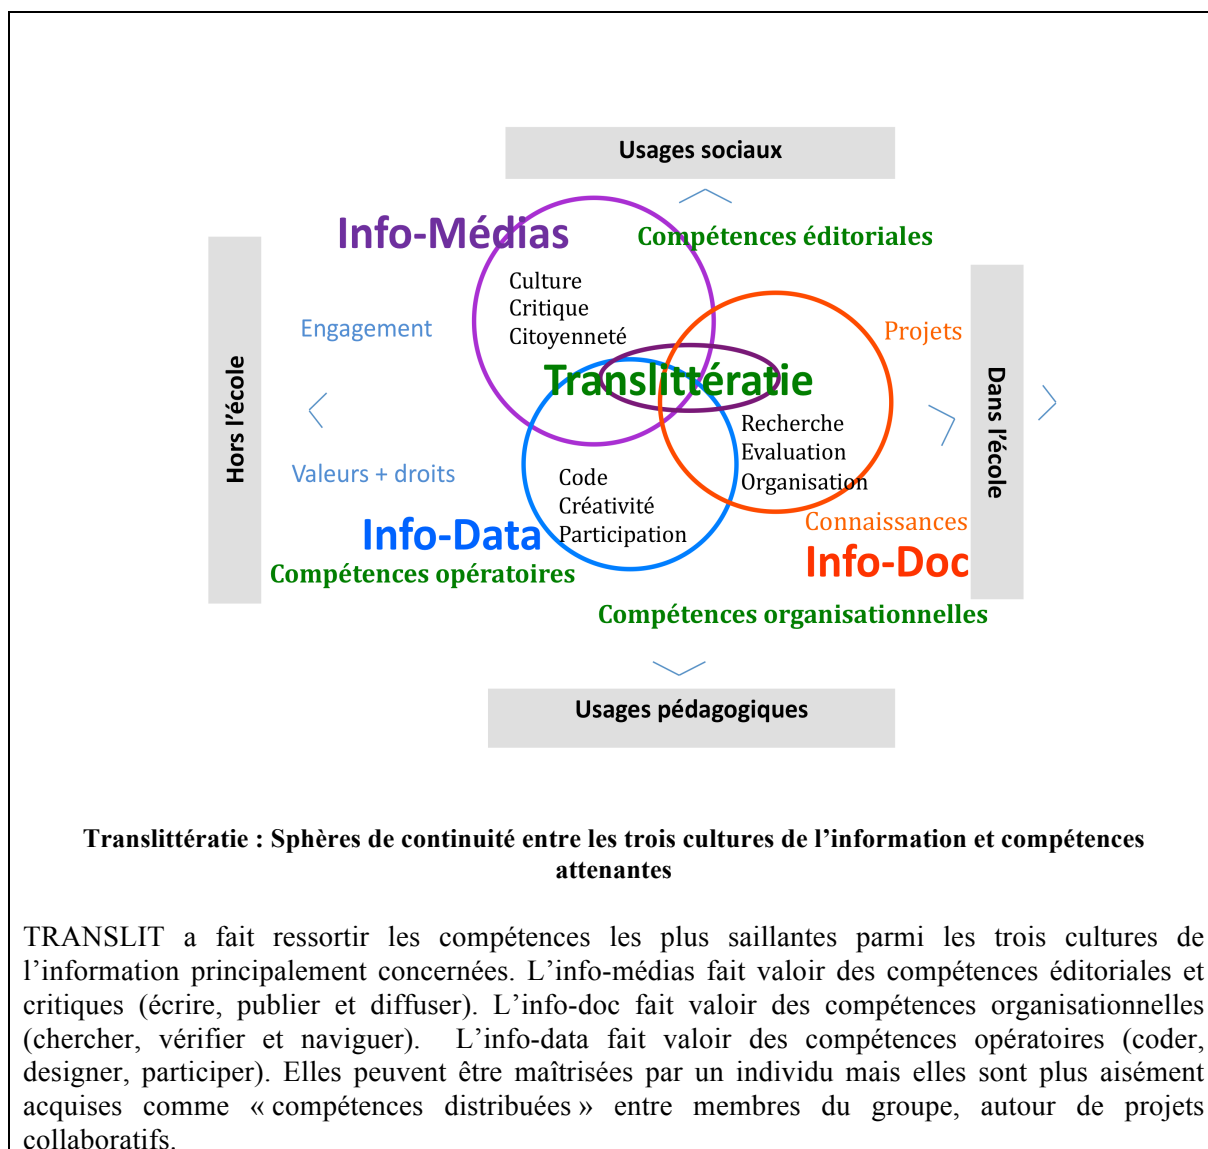 Usages sociaux
Info-Médias
Compétences éditoriales
Culture
Critique
Citoyenneté
Engagement
Projets
Hors l’école
Dans l’école
Translittératie
Recherche
Evaluation
Organisation
Valeurs + droits
Code
Créativité
Participation
Connaissances
Info-Data
Info-Doc
Compétences opératoires
Compétences organisationnelles
Usages pédagogiques
Translittératie : Sphères de continuité entre les trois cultures de l’information et compétences
attenantes
TRANSLIT a fait ressortir les compétences les plus saillantes parmi les trois cultures de
l’information principalement concernées. L’info-médias fait valoir des compétences éditoriales et
critiques (écrire, publier et diffuser). L’info-doc fait valoir des compétences organisationnelles
(chercher, vérifier et naviguer). L’info-data fait valoir des compétences opératoires (coder,
designer, participer). Elles peuvent être maîtrisées par un individu mais elles sont plus aisément
acquises comme « compétences distribuées » entre membres du groupe, autour de projets
collaboratifs.